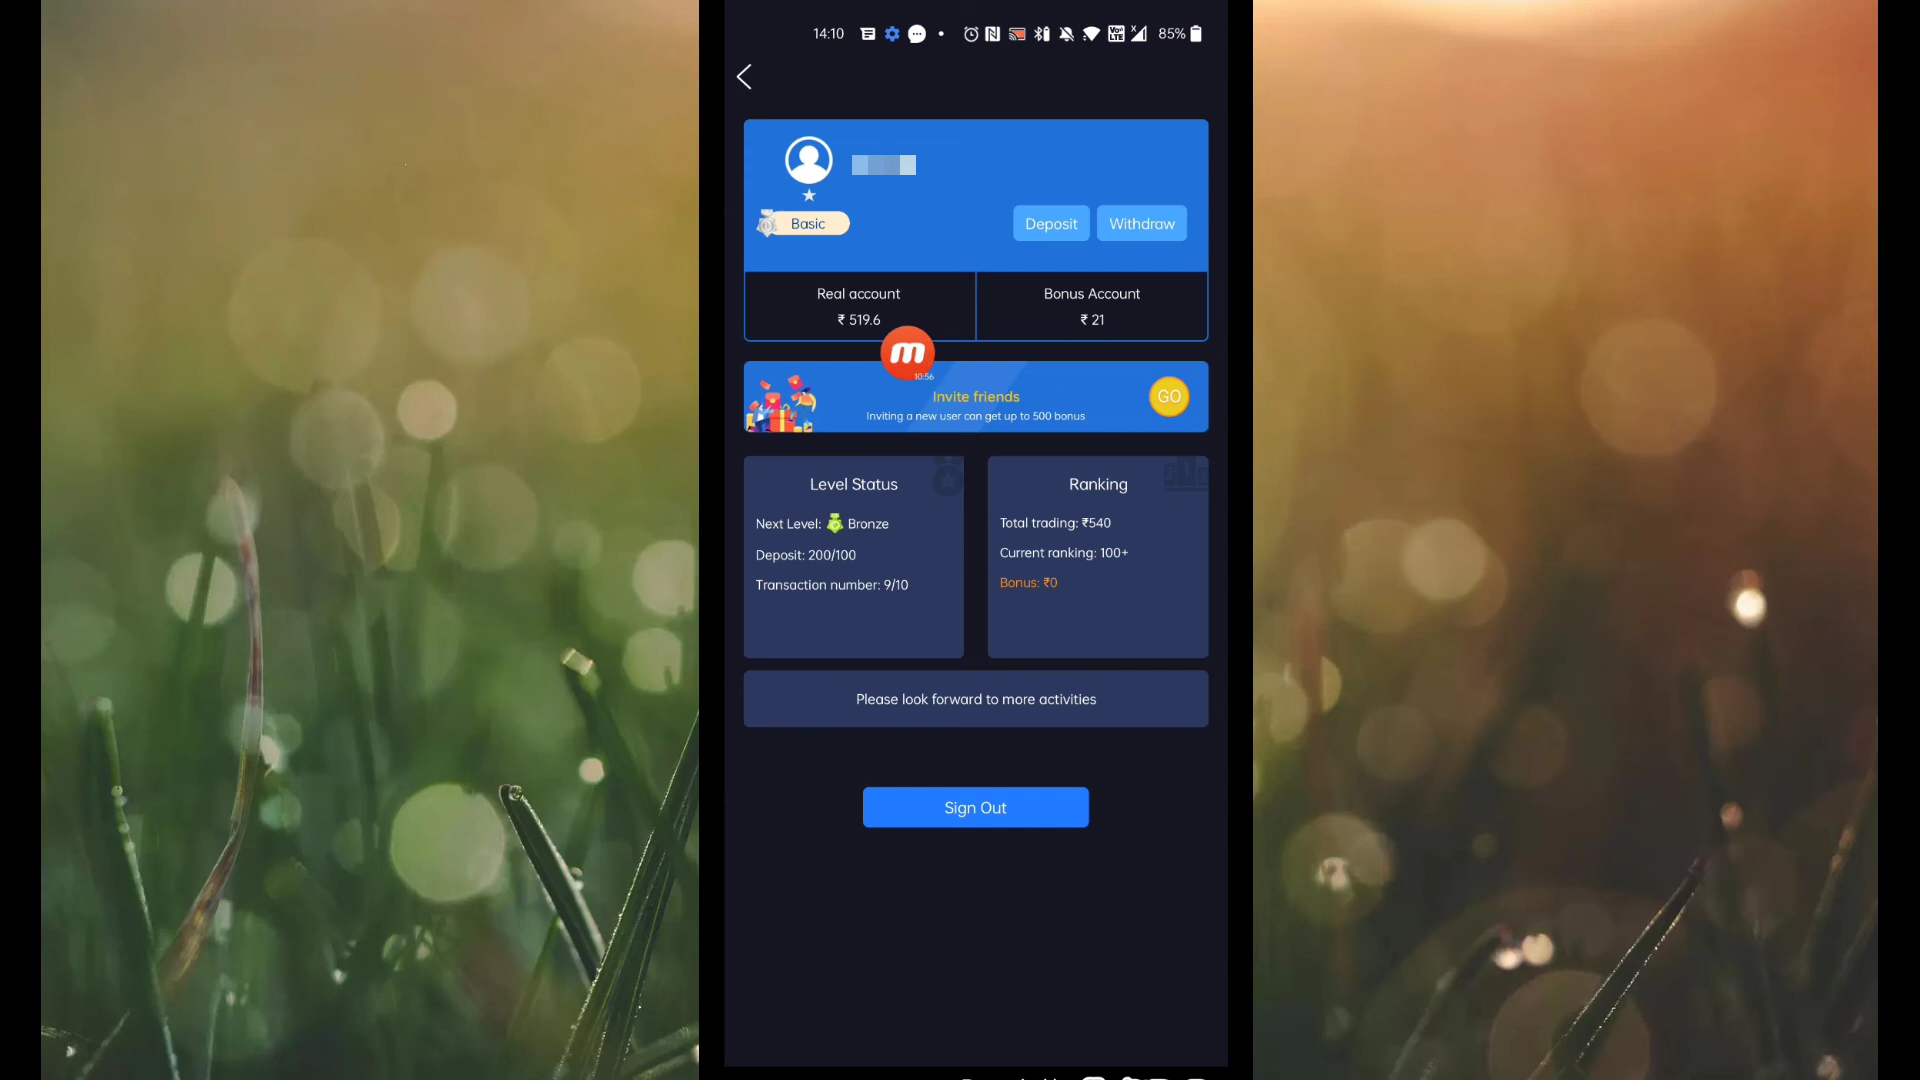 14:10
85%
Basic
Deposit
Withdraw
Real account
₹ 519.6
Bonus Account
₹ 21
m
10:56
Invite friends
Inviting a new user can get up to 500 bonus
GO
Level Status
Next Level: Bronze
Deposit: 200/100
Transaction number: 9/10
Ranking
Total trading: ₹540
Current ranking: 100+
Bonus: ₹0
Please look forward to more activities
Sign Out